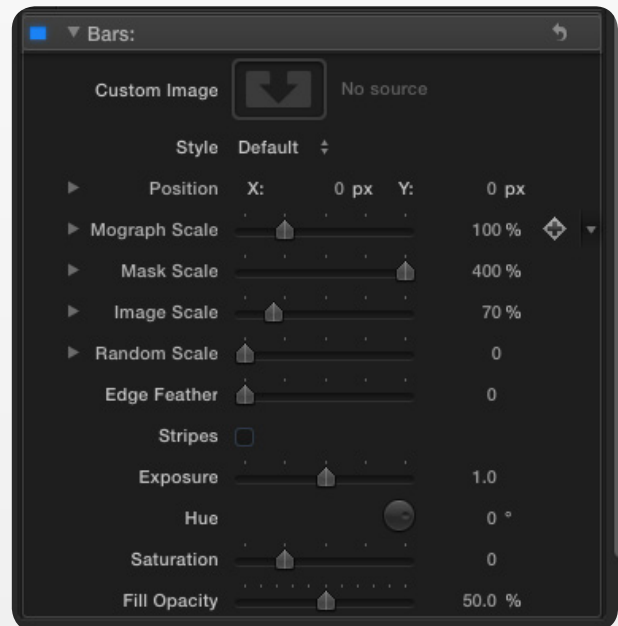 Bars:
Custom Image No source
Style Default
Position X: 0 px Y: 0 px
Mograph Scale 100 %
Mask Scale 400 %
Image Scale 70 %
Random Scale 0
Edge Feather 0
Stripes
Exposure 1.0
Hue 0 °
Saturation 0
Fill Opacity 50.0 %